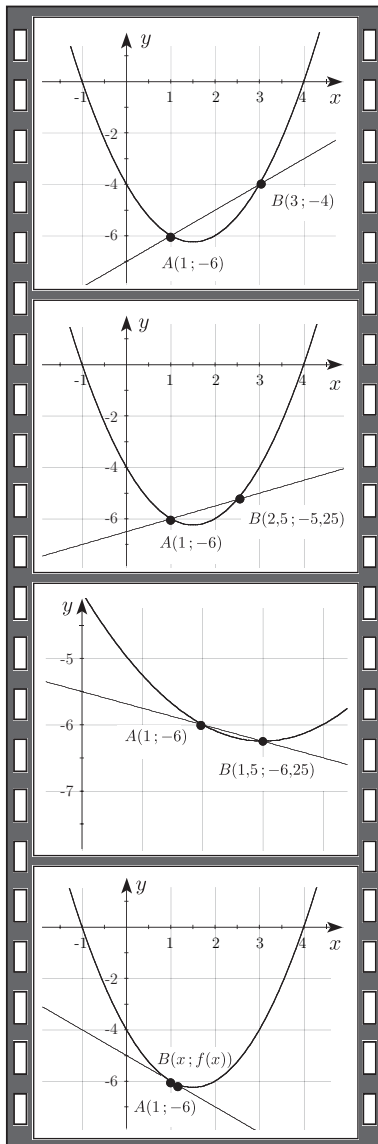 y
-1 1 2 3 4 x
-2
-4
B(3 ; −4)
-6
A(1 ; −6)
y
-1 1 2 3 4 x
-2
-4
-6
B(2,5 ; −5,25)
A(1 ; −6)
y
-5
-6
A(1 ; −6)
B(1,5 ; −6,25)
-7
y
-1 1 2 3 4 x
-2
-4
B(x ; f(x))
-6
A(1 ; −6)